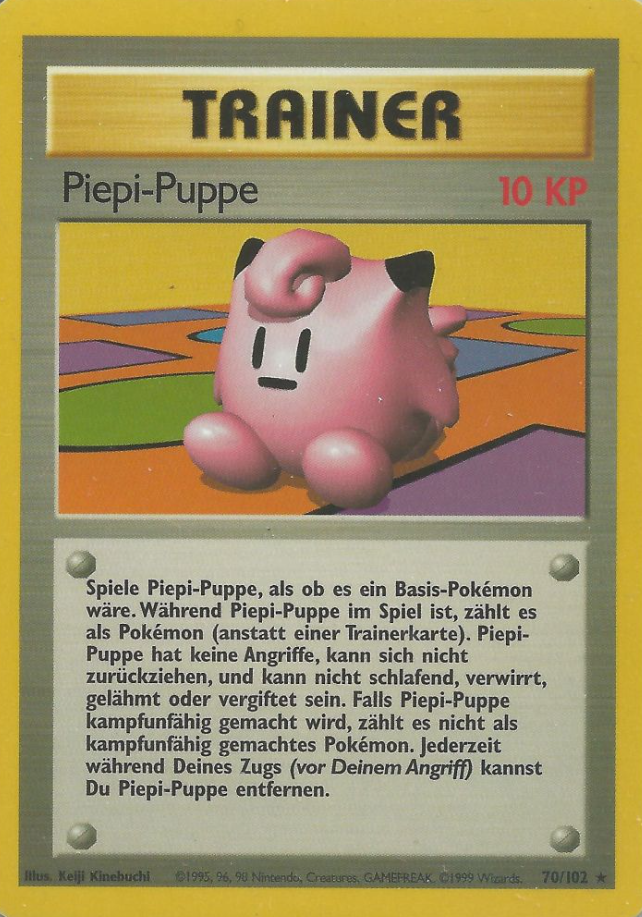 TRAINER
Piepi-Puppe 10 KP
Spiele Piepi-Puppe, als ob es ein Basis-Pokémon
wäre. Während Piepi-Puppe im Spiel ist, zählt es
als Pokémon (anstatt einer Trainerkarte). Piepi-
Puppe hat keine Angriffe, kann sich nicht
zurückziehen, und kann nicht schlafend, verwirrt,
gelähmt oder vergiftet sein. Falls Piepi-Puppe
kampfunfähig gemacht wird, zählt es nicht als
kampfunfähig gemachtes Pokémon. Jederzeit
während Deines Zugs (vor Deinem Angriff) kannst
Du Piepi-Puppe entfernen.
Illus. Keiji Kinebuchi ©1995, 96, 98 Nintendo, Creatures, GAMEFREAK. ©1999 Wizards. 70/102 ★